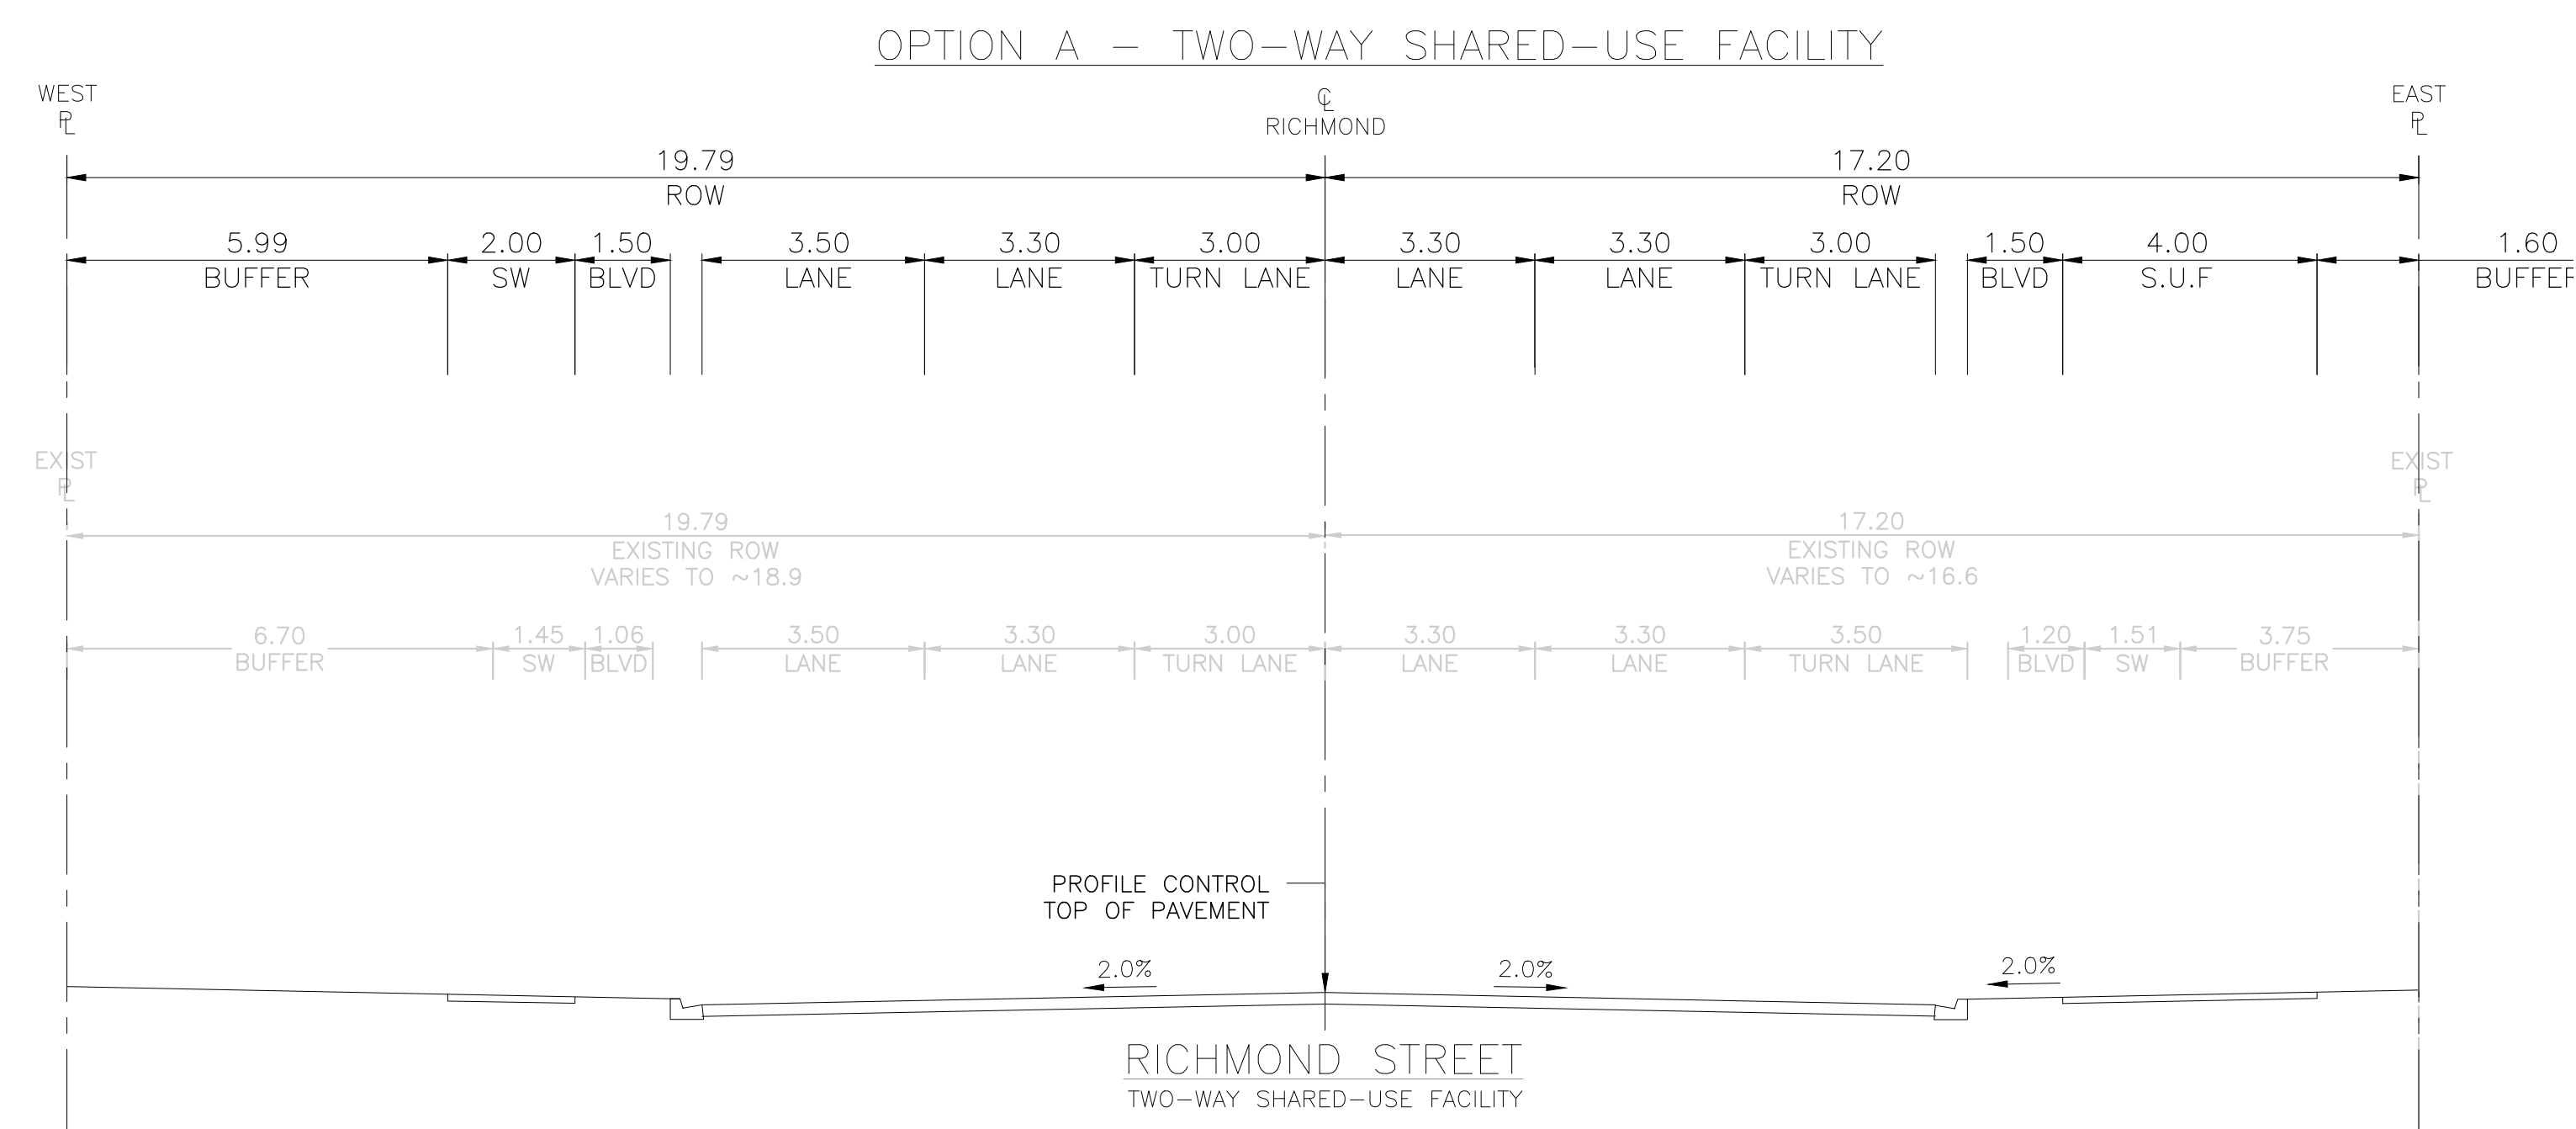 OPTION A - TWO-WAY SHARED-USE FACILITY
WEST
PL
CL
RICHMOND
EAST
PL
19.79
ROW
17.20
ROW
5.99
BUFFER
2.00
SW
1.50
BLVD
3.50
LANE
3.30
LANE
3.00
TURN LANE
3.30
LANE
3.30
LANE
3.00
TURN LANE
1.50
BLVD
4.00
S.U.F
1.60
BUFFER
EXIST
PL
EXIST
PL
19.79
EXISTING ROW
VARIES TO ~18.9
17.20
EXISTING ROW
VARIES TO ~16.6
6.70
BUFFER
1.45
SW
1.06
BLVD
3.50
LANE
3.30
LANE
3.00
TURN LANE
3.30
LANE
3.30
LANE
3.50
TURN LANE
1.20
BLVD
1.51
SW
3.75
BUFFER
PROFILE CONTROL
TOP OF PAVEMENT
2.0%
2.0%
2.0%
RICHMOND STREET
TWO-WAY SHARED-USE FACILITY